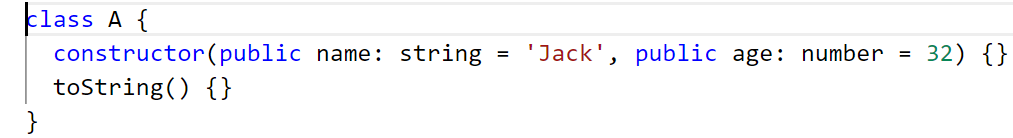 class A {
  constructor(public name: string = 'Jack', public age: number = 32) {}
  toString() {}
}